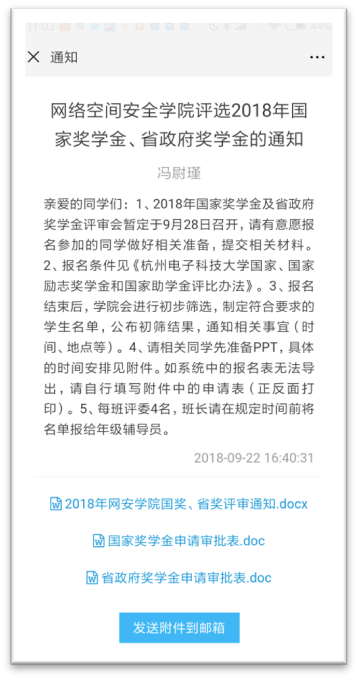 11:03
44%
通知
网络空间安全学院评选2018年国
家奖学金、省政府奖学金的通知
冯尉瑾
亲爱的同学们：1、2018年国家奖学金及省政府
奖学金评审会暂定于9月28日召开，请有意愿报
名参加的同学做好相关准备，提交相关材料。
2、报名条件见《杭州电子科技大学国家、国家
励志奖学金和国家助学金评比办法》。3、报名
结束后，学院会进行初步筛选，制定符合要求的
学生名单，公布初筛结果，通知相关事宜（时
间、地点等）。4、请相关同学先准备PPT，具体
的时间安排见附件。如系统中的报名表无法导
出，请自行填写附件中的申请表（正反面打
印）。5、每班评委4名，班长请在规定时间前将
名单报给年级辅导员。
2018-09-22 16:40:31
2018年网安学院国奖、省奖评审通知.docx
国家奖学金申请审批表.doc
省政府奖学金申请审批表.doc
发送附件到邮箱